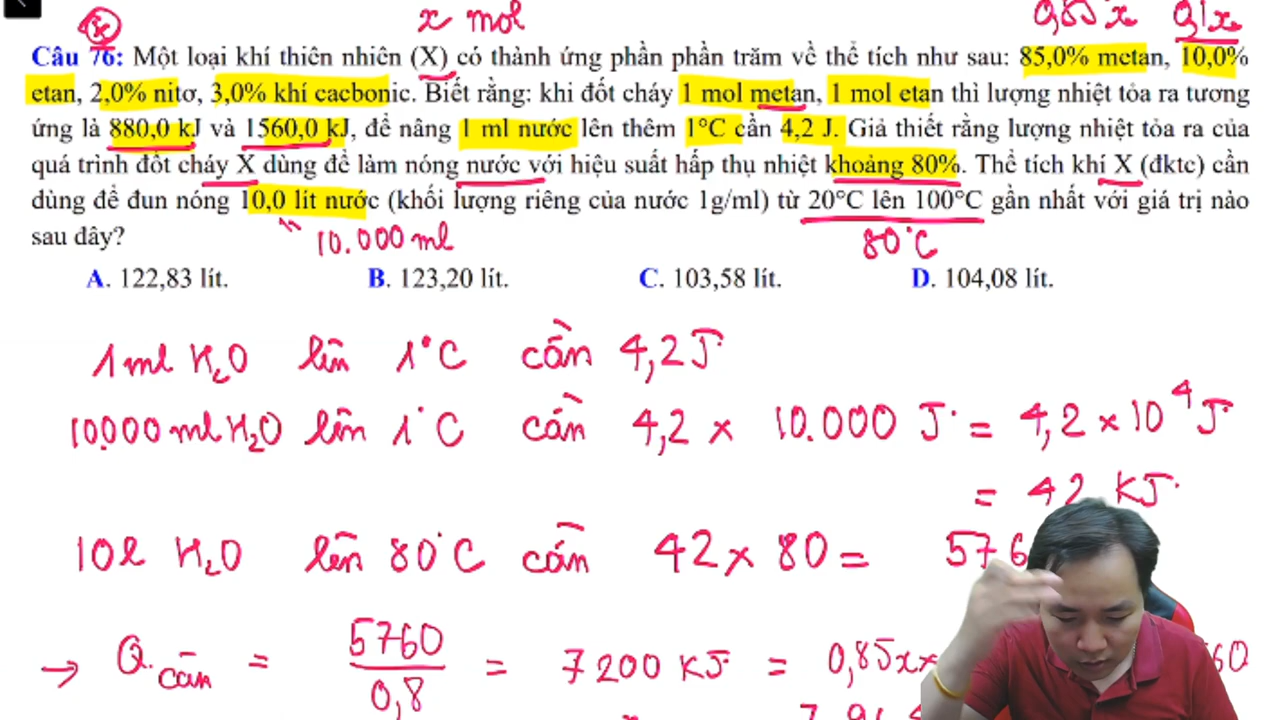 x mol 0,85x 0,1x
Câu 76: Một loại khí thiên nhiên (X) có thành ứng phần phần trăm về thể tích như sau: 85,0% metan, 10,0%
etan, 2,0% nitơ, 3,0% khí cacbonic. Biết rằng: khi đốt cháy 1 mol metan, 1 mol etan thì lượng nhiệt tỏa ra tương
ứng là 880,0 kJ và 1560,0 kJ, để nâng 1 ml nước lên thêm 1°C cần 4,2 J. Giả thiết rằng lượng nhiệt tỏa ra của
quá trình đốt cháy X dùng để làm nóng nước với hiệu suất hấp thụ nhiệt khoảng 80%. Thể tích khí X (đktc) cần
dùng để đun nóng 10,0 lít nước (khối lượng riêng của nước 1g/ml) từ 20°C lên 100°C gần nhất với giá trị nào
sau đây?
10.000 ml 80°C
A. 122,83 lít. B. 123,20 lít. C. 103,58 lít. D. 104,08 lít.
1ml H₂O lên 1°C cần 4,2J
10.000 ml H₂O lên 1°C cần 4,2 × 10.000 J = 4,2 × 10⁴ J
= 42 KJ
10l H₂O lên 80°C cần 42 × 80 = 576
→ Q cần = 5760 / 0,8 = 7200 KJ = 0,85x×